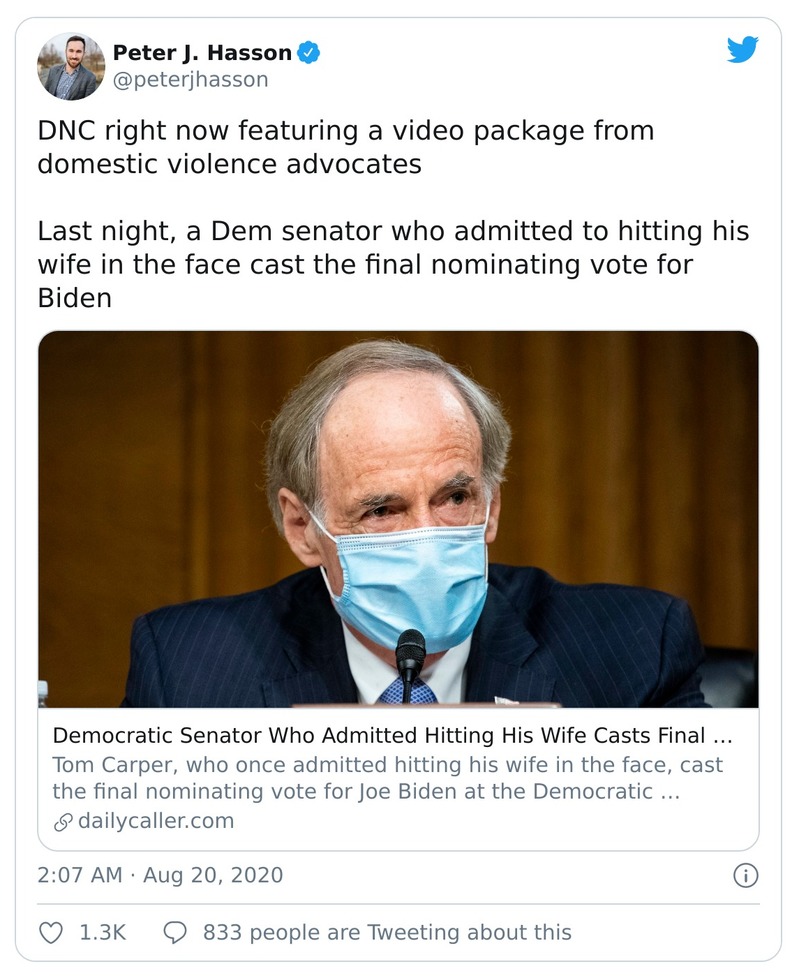 Peter J. Hasson
@peterjhasson
DNC right now featuring a video package from
domestic violence advocates
Last night, a Dem senator who admitted to hitting his
wife in the face cast the final nominating vote for
Biden
Democratic Senator Who Admitted Hitting His Wife Casts Final ...
Tom Carper, who once admitted hitting his wife in the face, cast
the final nominating vote for Joe Biden at the Democratic ...
dailycaller.com
2:07 AM · Aug 20, 2020
1.3K
833 people are Tweeting about this